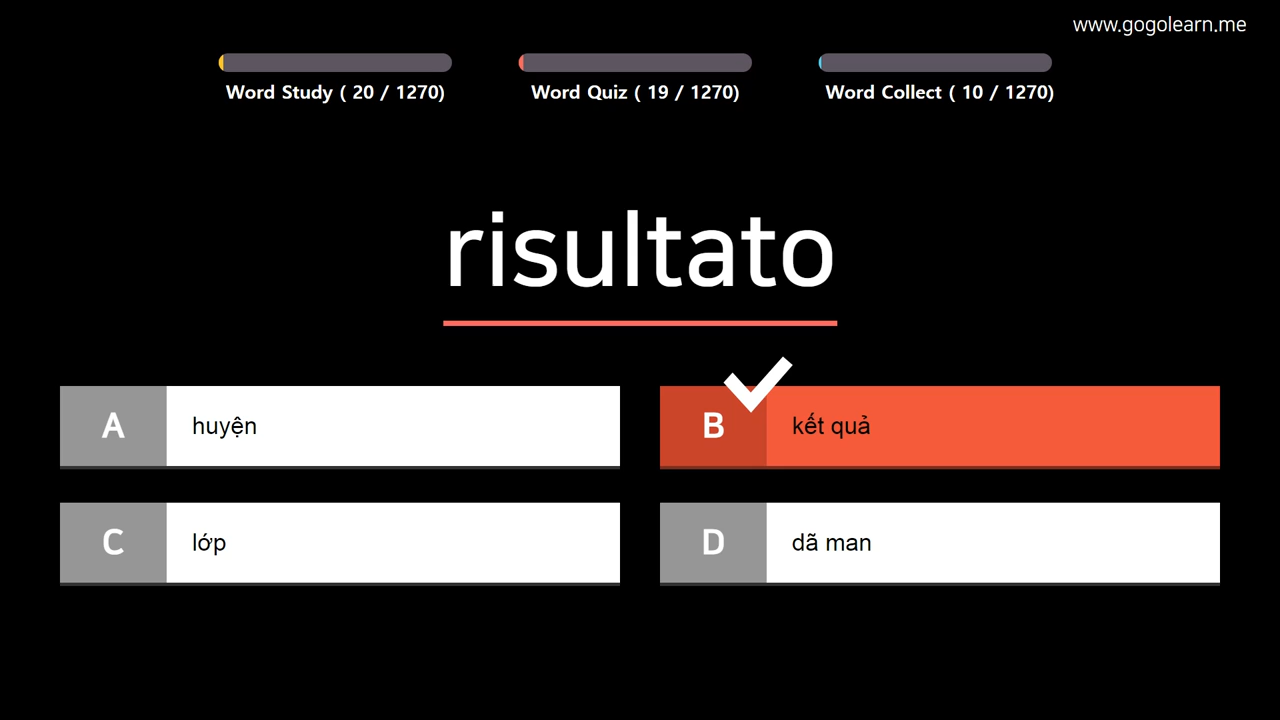 www.gogolearn.me
Word Study ( 20 / 1270)
Word Quiz ( 19 / 1270)
Word Collect ( 10 / 1270)
risultato
A huyện
B kết quả
C lớp
D dã man